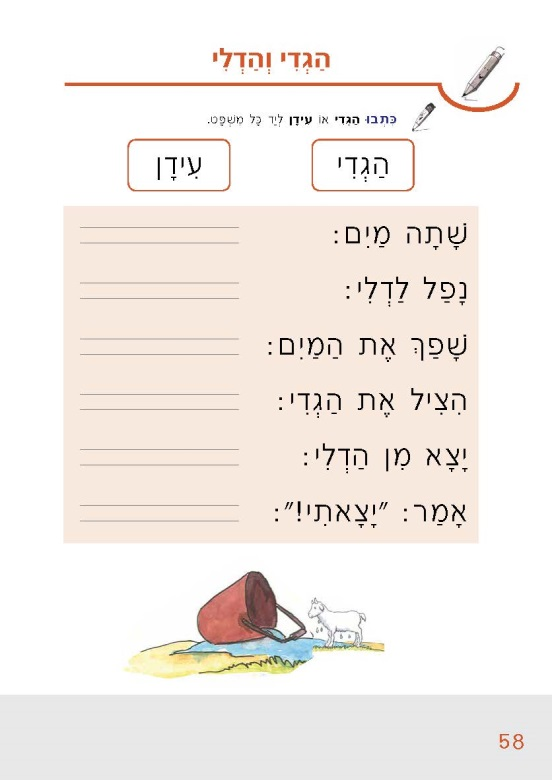 הַגְּדִי וְהַדְּלִי
כִּתְבוּ הַגְּדִי אוֹ עִידָן לְיַד כָּל מִשְׁפָּט.
הַגְּדִי
עִידָן
שָׁתָה מַיִם:
נָפַל לַדְּלִי:
שָׁפַךְ אֶת הַמַּיִם:
הִצִּיל אֶת הַגְּדִי:
יָצָא מִן הַדְּלִי:
אָמַר: "יָצָאתִי!":
58